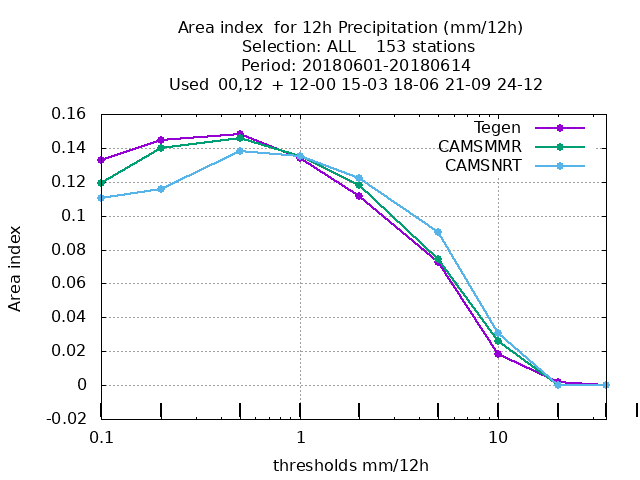 Area index  for 12h Precipitation (mm/12h)
Selection: ALL    153 stations
Period: 20180601-20180614
Used  00,12  + 12-00 15-03 18-06 21-09 24-12
Tegen
CAMSMMR
CAMSNRT
0.16
0.14
0.12
0.1
0.08
0.06
0.04
0.02
0
-0.02
Area index
0.1 1 10
thresholds mm/12h